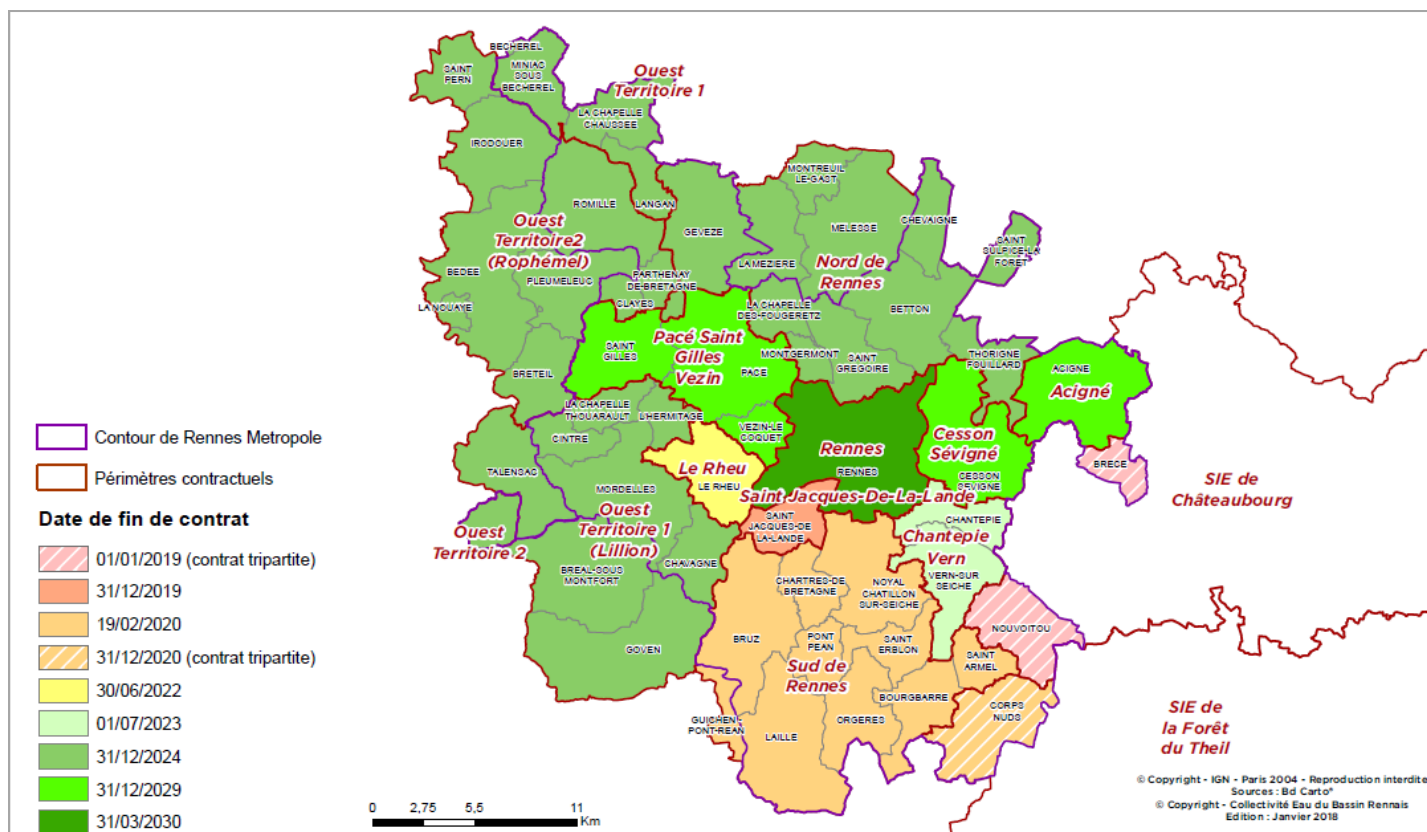 BECHEREL
SAINT
PERN
MINIAS
SOUS
BECHEREL
Ouest
Territoire 1
LA CHAPELLE
CHAUSSEE
IRODOUER
MONTREUIL
LE-GAST
ROMILLE
LANGAN
CHEVAIGNE
MELESSE
GEVEZE
Ouest
Territoire2
(Rophémel)
SAINT
SULPICE-LA
FORET
LA MEZIERE
Nord de
Rennes
BEDEE
PLEUMELEUC
PARTHENAY
DE-BRETAGNE
LA NOUAYE
CLAYES
LA CHAPELLE
DES-FOUGERETZ
BETTON
Pacé Saint
Gilles
Vezin
SAINT
GILLES
MONTGERMONT
SAINT
GREGOIRE
THORIGNE
FOUILLARD
PACE
BRETEIL
ACIGNE
Acigné
LA CHAPELLE
THOUARAULT
L'HERMITAGE
VEZIN-LE
COQUET
CINTRE
Rennes
RENNES
Cesson
Sévigné
CESSON
SEVIGNE
BRECE
TALENSAC
Le Rheu
LE RHEU
SIE de
Châteaubourg
MORDELLES
Saint Jacques-De-La-Lande
SAINT
JACQUES-DE
LA-LANDE
Ouest
Territoire 1
(Lillion)
CHANTEPIE
Chantepie
Vern
VERN-SUR
SEICHE
Ouest
Territoire 2
BREAL-SOUS
MONTFORT
CHAVAGNE
CHARTRES-DE
BRETAGNE
NOYAL
CHATILLON
SUR-SEICHE
NOUVOITOU
BRUZ
PONT
PEAN
SAINT
ERBLON
GOVEN
SAINT
ARMEL
Sud de
Rennes
BOURGBARRE
CORPS
NUDS
GUICHEN-
PONT-REAN
LAILLE
ORGERES
SIE de
la Forêt
du Theil
Contour de Rennes Metropole
Périmètres contractuels
Date de fin de contrat
01/01/2019 (contrat tripartite)
31/12/2019
19/02/2020
31/12/2020 (contrat tripartite)
30/06/2022
01/07/2023
31/12/2024
31/12/2029
31/03/2030
0 2,75 5,5 11
Km
© Copyright - IGN - Paris 2004 - Reproduction interdite
Sources : Bd Carto°
© Copyright - Collectivité Eau du Bassin Rennais
Edition : Janvier 2018